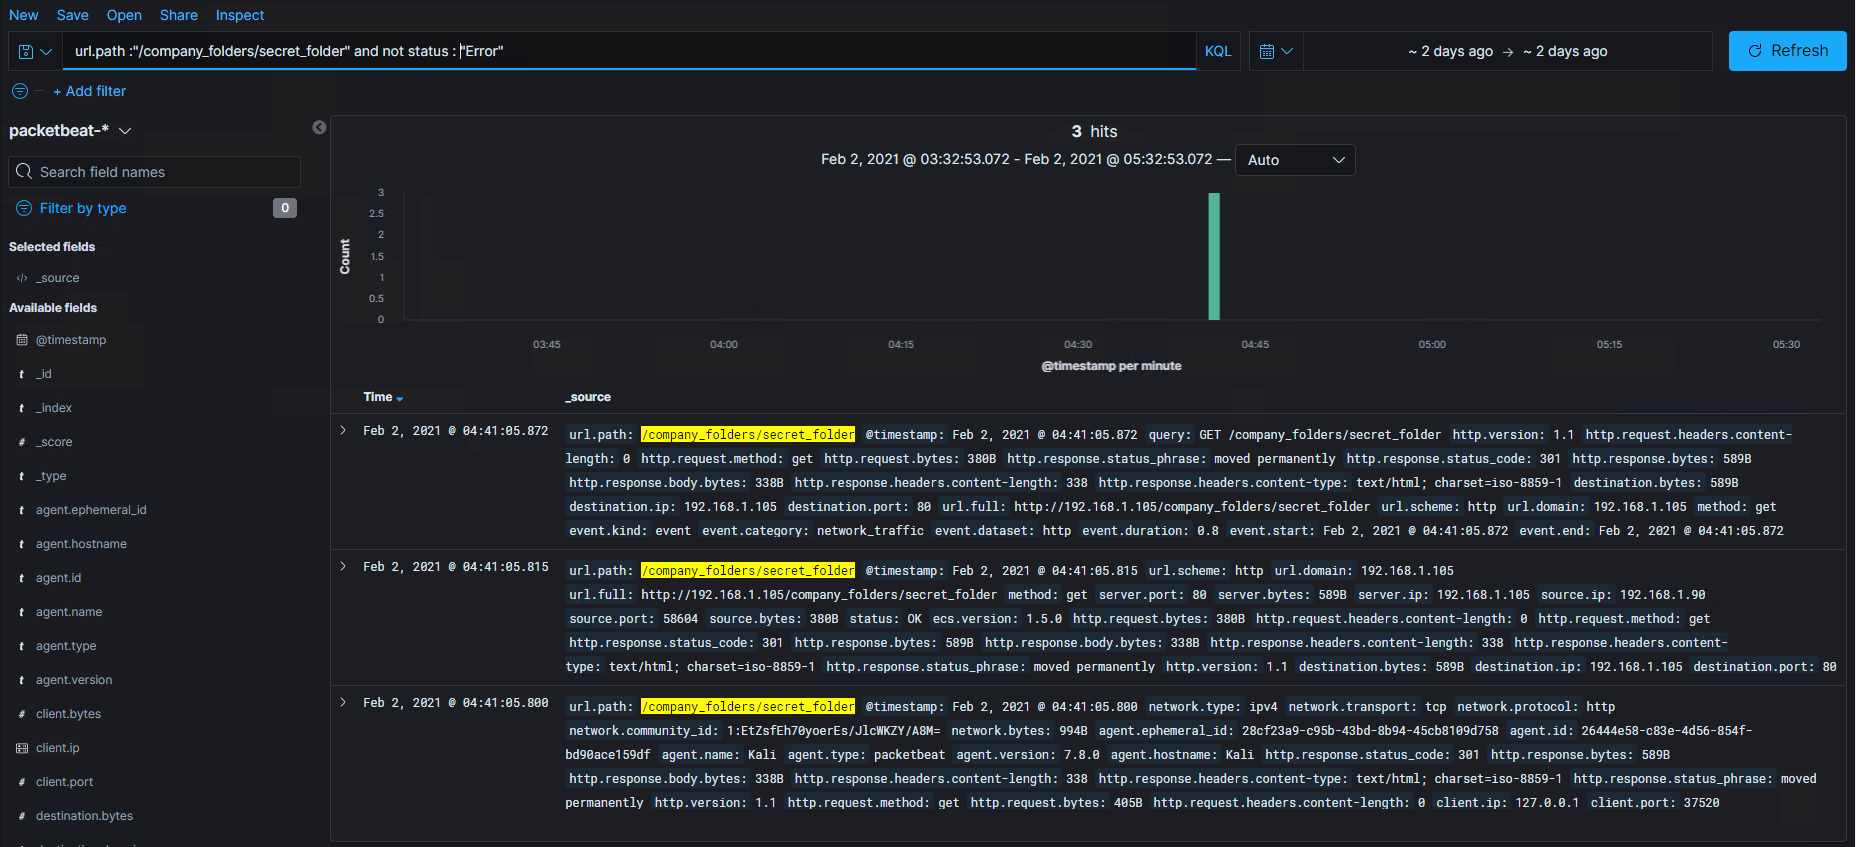 New Save Open Share Inspect
url.path :"/company_folders/secret_folder" and not status : "Error" KQL ~ 2 days ago → ~ 2 days ago Refresh
+ Add filter
packetbeat-*
Search field names
Filter by type 0
Selected fields
_source
Available fields
@timestamp
t _id
t _index
# _score
t _type
t agent.ephemeral_id
t agent.hostname
t agent.id
t agent.name
t agent.type
t agent.version
# client.bytes
client.ip
# client.port
# destination.bytes
3 hits
Feb 2, 2021 @ 03:32:53.072 - Feb 2, 2021 @ 05:32:53.072 — Auto
3
2.5
2
1.5
1
0.5
0
Count
03:45 04:00 04:15 04:30 04:45 05:00 05:15 05:30
@timestamp per minute
Time _source
Feb 2, 2021 @ 04:41:05.872 url.path: /company_folders/secret_folder @timestamp: Feb 2, 2021 @ 04:41:05.872 query: GET /company_folders/secret_folder http.version: 1.1 http.request.headers.content-
length: 0 http.request.method: get http.request.bytes: 380B http.response.status_phrase: moved permanently http.response.status_code: 301 http.response.bytes: 589B
http.response.body.bytes: 338B http.response.headers.content-length: 338 http.response.headers.content-type: text/html; charset=iso-8859-1 destination.bytes: 589B
destination.ip: 192.168.1.105 destination.port: 80 url.full: http://192.168.1.105/company_folders/secret_folder url.scheme: http url.domain: 192.168.1.105 method: get
event.kind: event event.category: network_traffic event.dataset: http event.duration: 0.8 event.start: Feb 2, 2021 @ 04:41:05.872 event.end: Feb 2, 2021 @ 04:41:05.872
Feb 2, 2021 @ 04:41:05.815 url.path: /company_folders/secret_folder @timestamp: Feb 2, 2021 @ 04:41:05.815 url.scheme: http url.domain: 192.168.1.105
url.full: http://192.168.1.105/company_folders/secret_folder method: get server.port: 80 server.bytes: 589B server.ip: 192.168.1.105 source.ip: 192.168.1.90
source.port: 58604 source.bytes: 380B status: OK ecs.version: 1.5.0 http.request.bytes: 380B http.request.headers.content-length: 0 http.request.method: get
http.response.status_code: 301 http.response.bytes: 589B http.response.body.bytes: 338B http.response.headers.content-length: 338 http.response.headers.content-
type: text/html; charset=iso-8859-1 http.response.status_phrase: moved permanently http.version: 1.1 destination.bytes: 589B destination.ip: 192.168.1.105 destination.port: 80
Feb 2, 2021 @ 04:41:05.800 url.path: /company_folders/secret_folder @timestamp: Feb 2, 2021 @ 04:41:05.800 network.type: ipv4 network.transport: tcp network.protocol: http
network.community_id: 1:EtZsfEh70yoerEs/JlcWKZY/A8M= network.bytes: 994B agent.ephemeral_id: 28cf23a9-c95b-43bd-8b94-45cb8109d758 agent.id: 26444e58-c83e-4d56-854f-
bd90ace159df agent.name: Kali agent.type: packetbeat agent.version: 7.8.0 agent.hostname: Kali http.response.status_code: 301 http.response.bytes: 589B
http.response.body.bytes: 338B http.response.headers.content-length: 338 http.response.headers.content-type: text/html; charset=iso-8859-1 http.response.status_phrase: moved
permanently http.version: 1.1 http.request.method: get http.request.bytes: 405B http.request.headers.content-length: 0 client.ip: 127.0.0.1 client.port: 37520